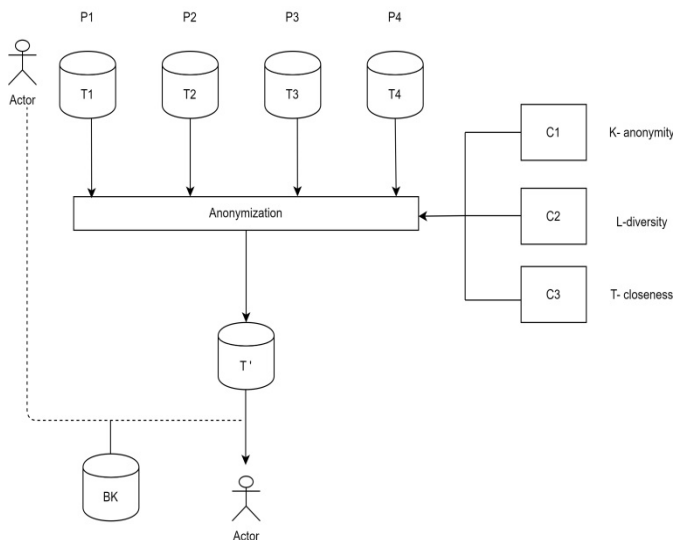 P1
P2
P3
P4
Actor
T1
T2
T3
T4
C1
K- anonymity
Anonymization
C2
L-diversity
C3
T- closeness
T '
BK
Actor